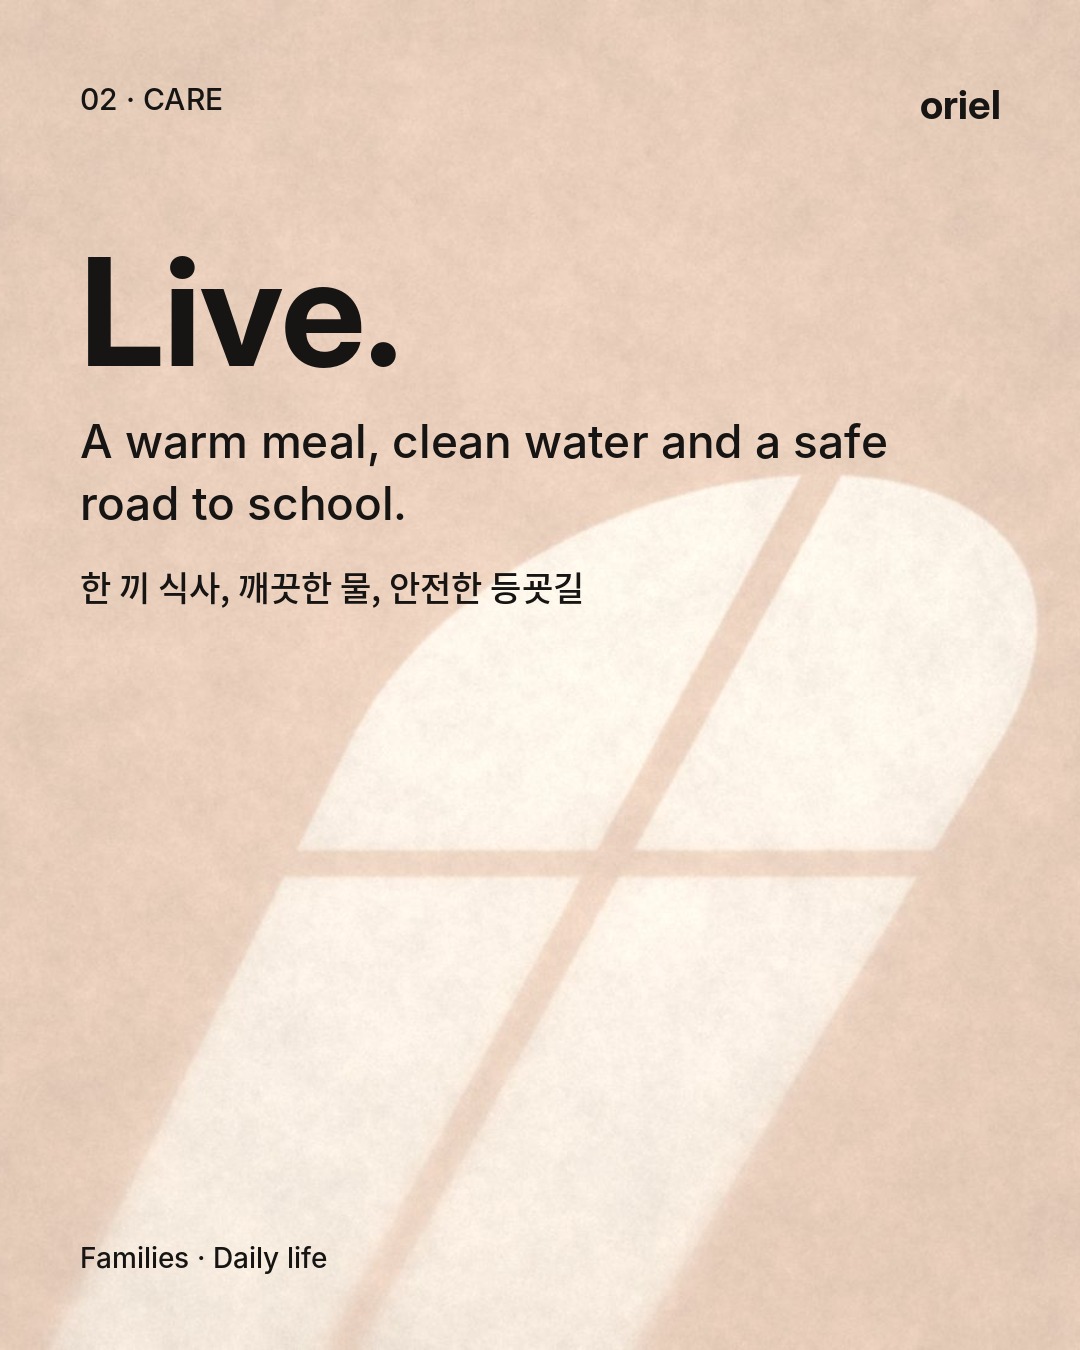 02 · CARE
oriel
Live.
A warm meal, clean water and a safe
road to school.
한 끼 식사, 깨끗한 물, 안전한 등굣길
Families · Daily life